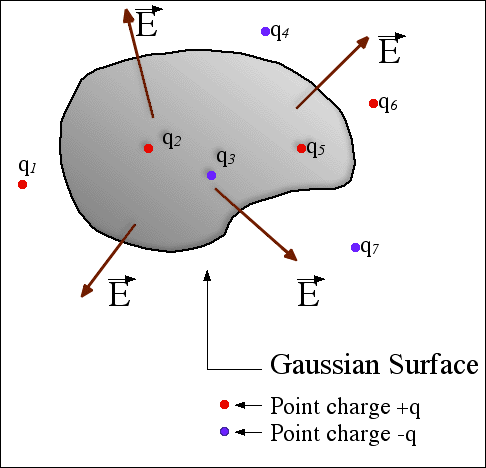 E
q4
E
q6
q2
q5
q3
q1
q7
E
E
Gaussian Surface
Point charge +q
Point charge -q